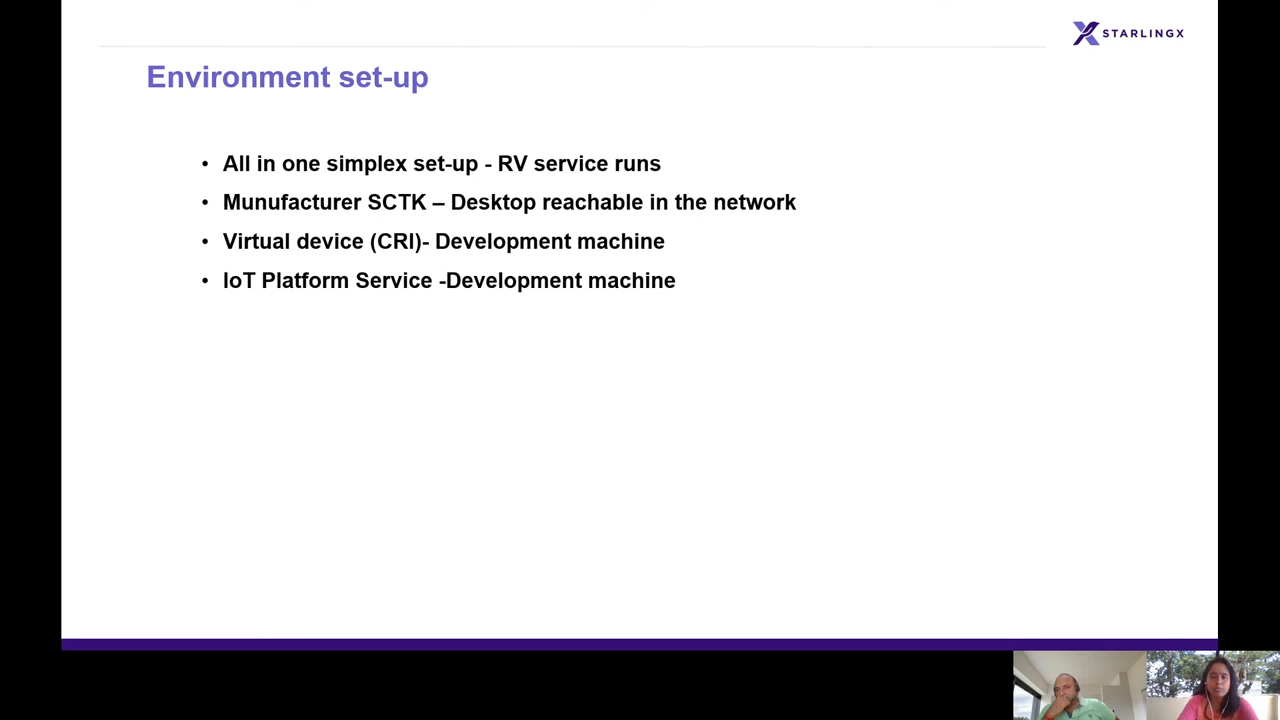 STARLINGX
Environment set-up
• All in one simplex set-up - RV service runs
• Munufacturer SCTK – Desktop reachable in the network
• Virtual device (CRI)- Development machine
• IoT Platform Service -Development machine